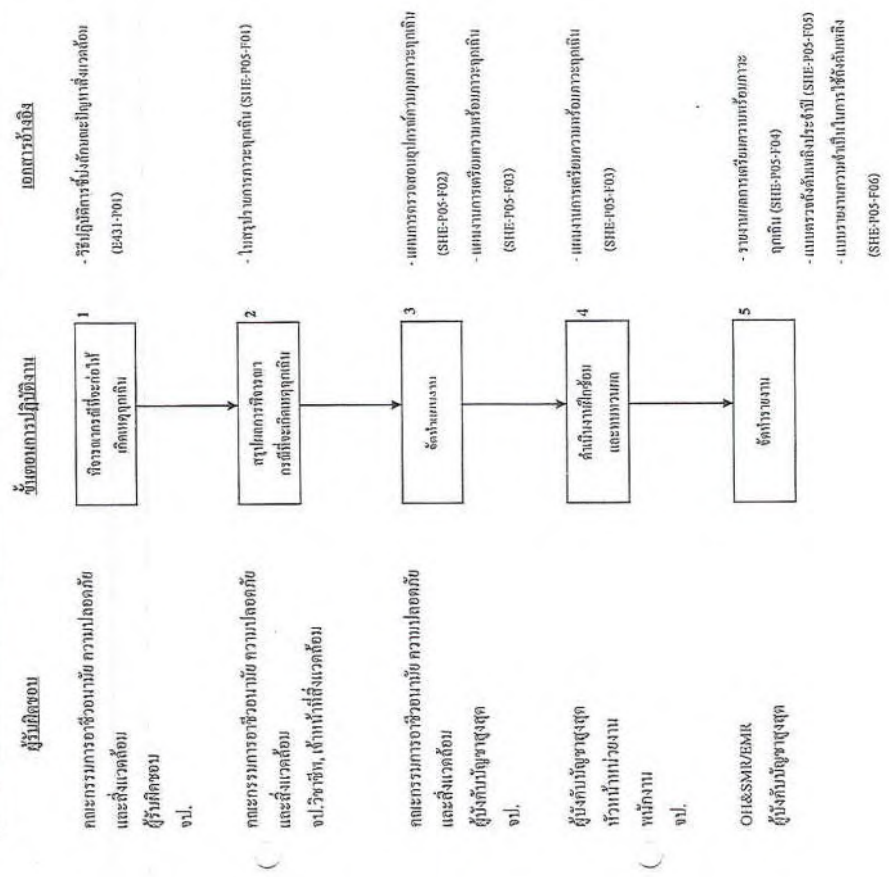 ผู้รับผิดชอบ
ขั้นตอนการปฏิบัติงาน
เอกสารอ้างอิง
คณะกรรมการอาชีวอนามัย ความปลอดภัย
และสิ่งแวดล้อม
ผู้รับผิดชอบ
จป.
พิจารณากรณีที่จะก่อให้
เกิดเหตุฉุกเฉิน
1
- วิธีปฏิบัติการชี้บ่งลักษณะปัญหาสิ่งแวดล้อม
(E431-P01)
คณะกรรมการอาชีวอนามัย ความปลอดภัย
และสิ่งแวดล้อม
จป.วิชาชีพ, เจ้าหน้าที่สิ่งแวดล้อม
สรุปผลการพิจารณา
กรณีที่จะเกิดเหตุฉุกเฉิน
2
- ใบสรุปรายการภาวะฉุกเฉิน (SHE-P05-F01)
คณะกรรมการอาชีวอนามัย ความปลอดภัย
และสิ่งแวดล้อม
ผู้บังคับบัญชาสูงสุด
จป.
จัดทำแผนงาน
3
- แผนการตรวจสอบอุปกรณ์ควบคุมภาวะฉุกเฉิน
(SHE-P05-F02)
- แผนงานการเตรียมความพร้อมภาวะฉุกเฉิน
(SHE-P05-F03)
ผู้บังคับบัญชาสูงสุด
หัวหน้าหน่วยงาน
พนักงาน
จป.
ดำเนินงานฝึกซ้อม
และทบทวนผล
4
- แผนงานการเตรียมความพร้อมภาวะฉุกเฉิน
(SHE-P05-F03)
OH&SMR/EMR
ผู้บังคับบัญชาสูงสุด
จัดทำรายงาน
5
- รายงานผลการเตรียมความพร้อมภาวะ
ฉุกเฉิน (SHE-P05-F04)
- แบบตรวจถังดับเพลิงประจำปี (SHE-P05-F05)
- แบบรายงานความจำเป็นในการใช้ถังดับเพลิง
(SHE-P05-F06)